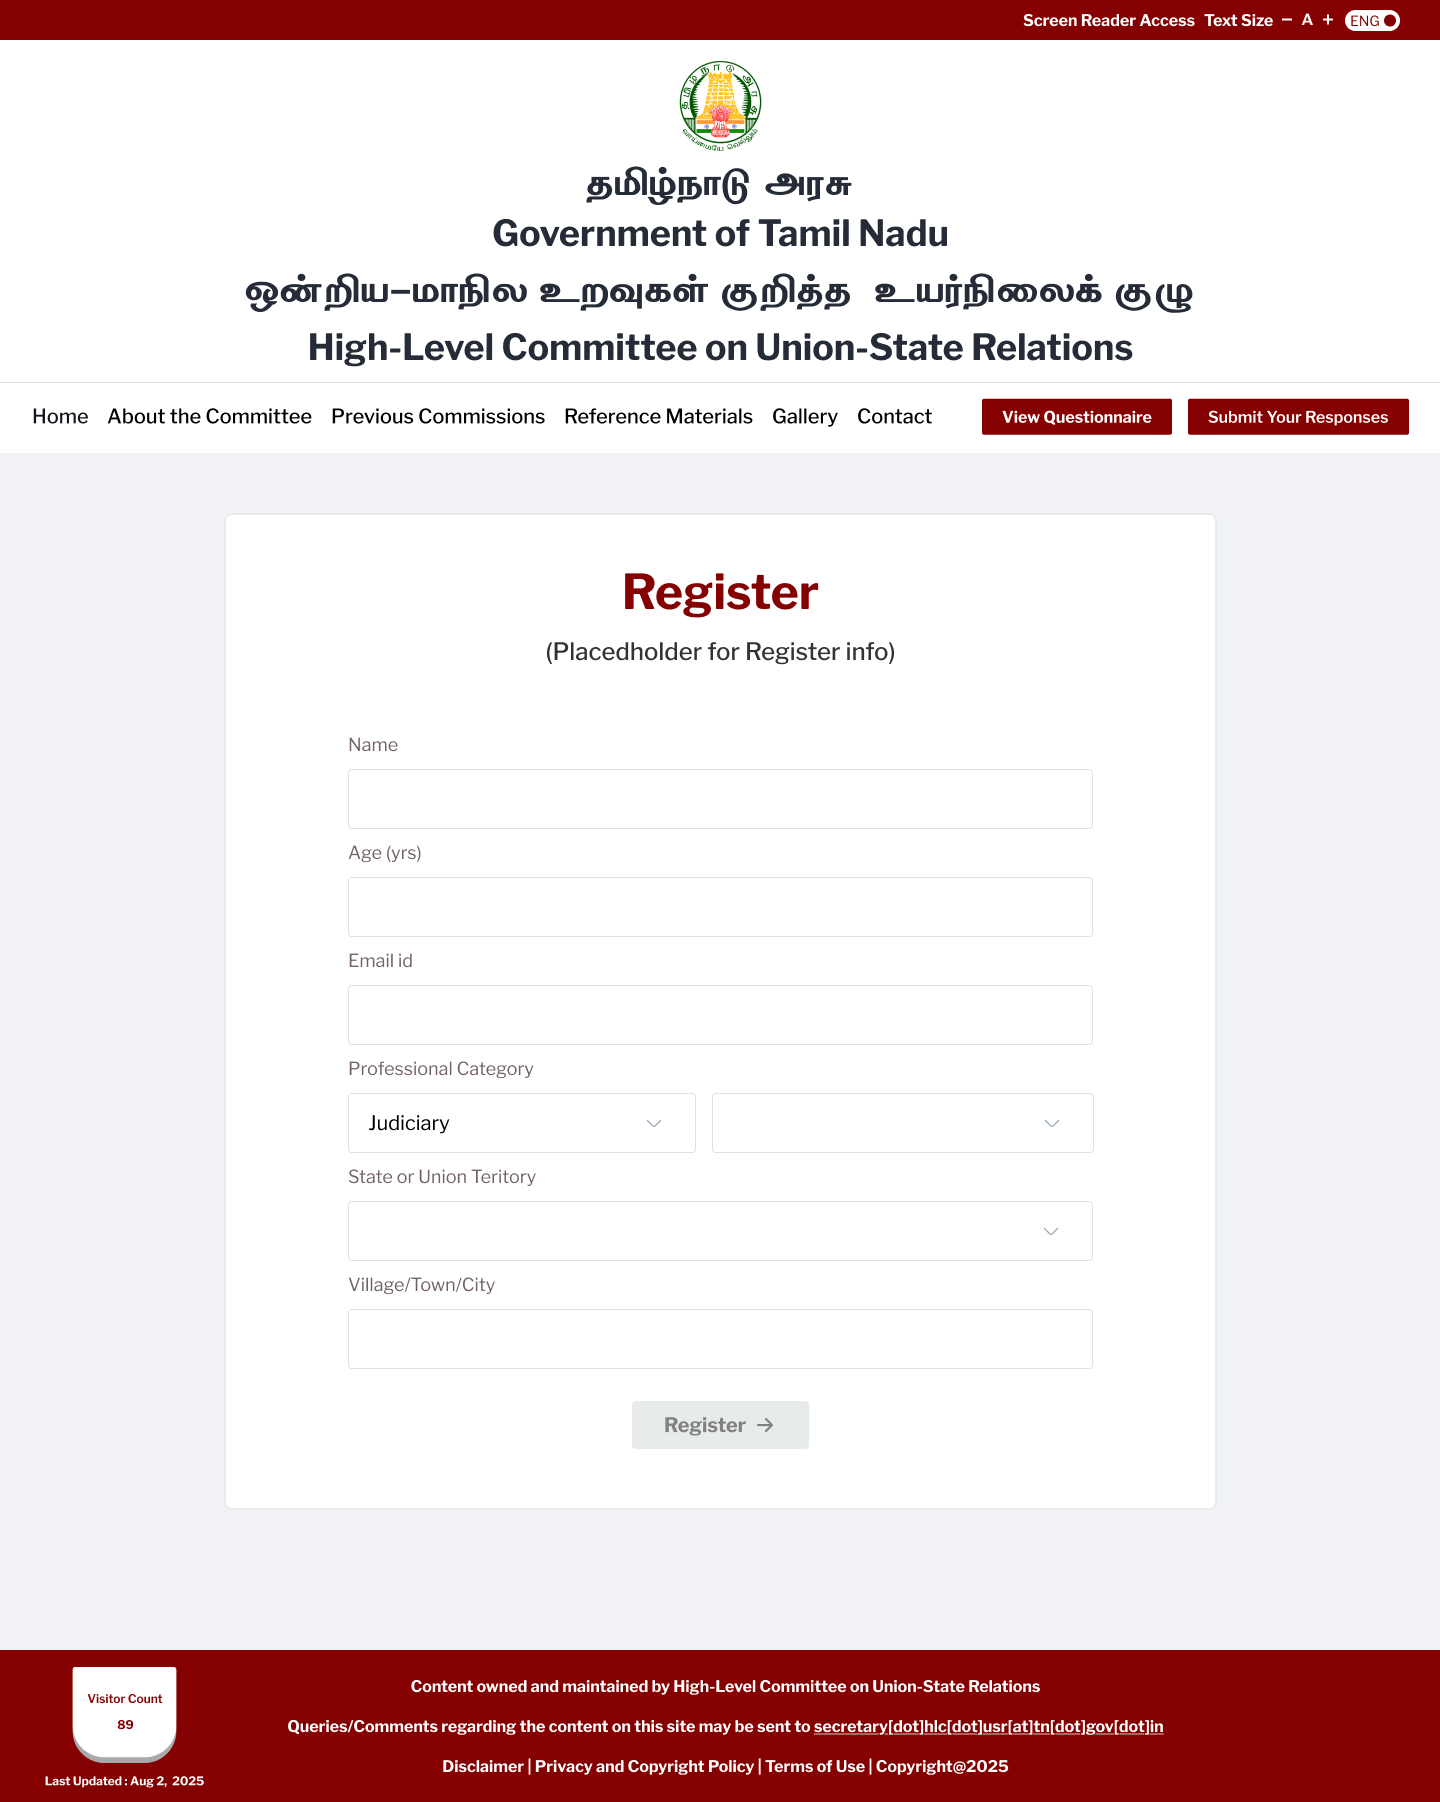 Screen Reader Access Text Size − A + ENG
தமிழ்நாடு அரசு
Government of Tamil Nadu
ஒன்றிய–மாநில உறவுகள் குறித்த உயர்நிலைக் குழு
High-Level Committee on Union-State Relations
Home About the Committee Previous Commissions Reference Materials Gallery Contact View Questionnaire Submit Your Responses
Register
(Placedholder for Register info)
Name
Age (yrs)
Email id
Professional Category
Judiciary
State or Union Teritory
Village/Town/City
Register →
Visitor Count
89
Last Updated : Aug 2, 2025
Content owned and maintained by High-Level Committee on Union-State Relations
Queries/Comments regarding the content on this site may be sent to secretary[dot]hlc[dot]usr[at]tn[dot]gov[dot]in
Disclaimer | Privacy and Copyright Policy | Terms of Use | Copyright@2025